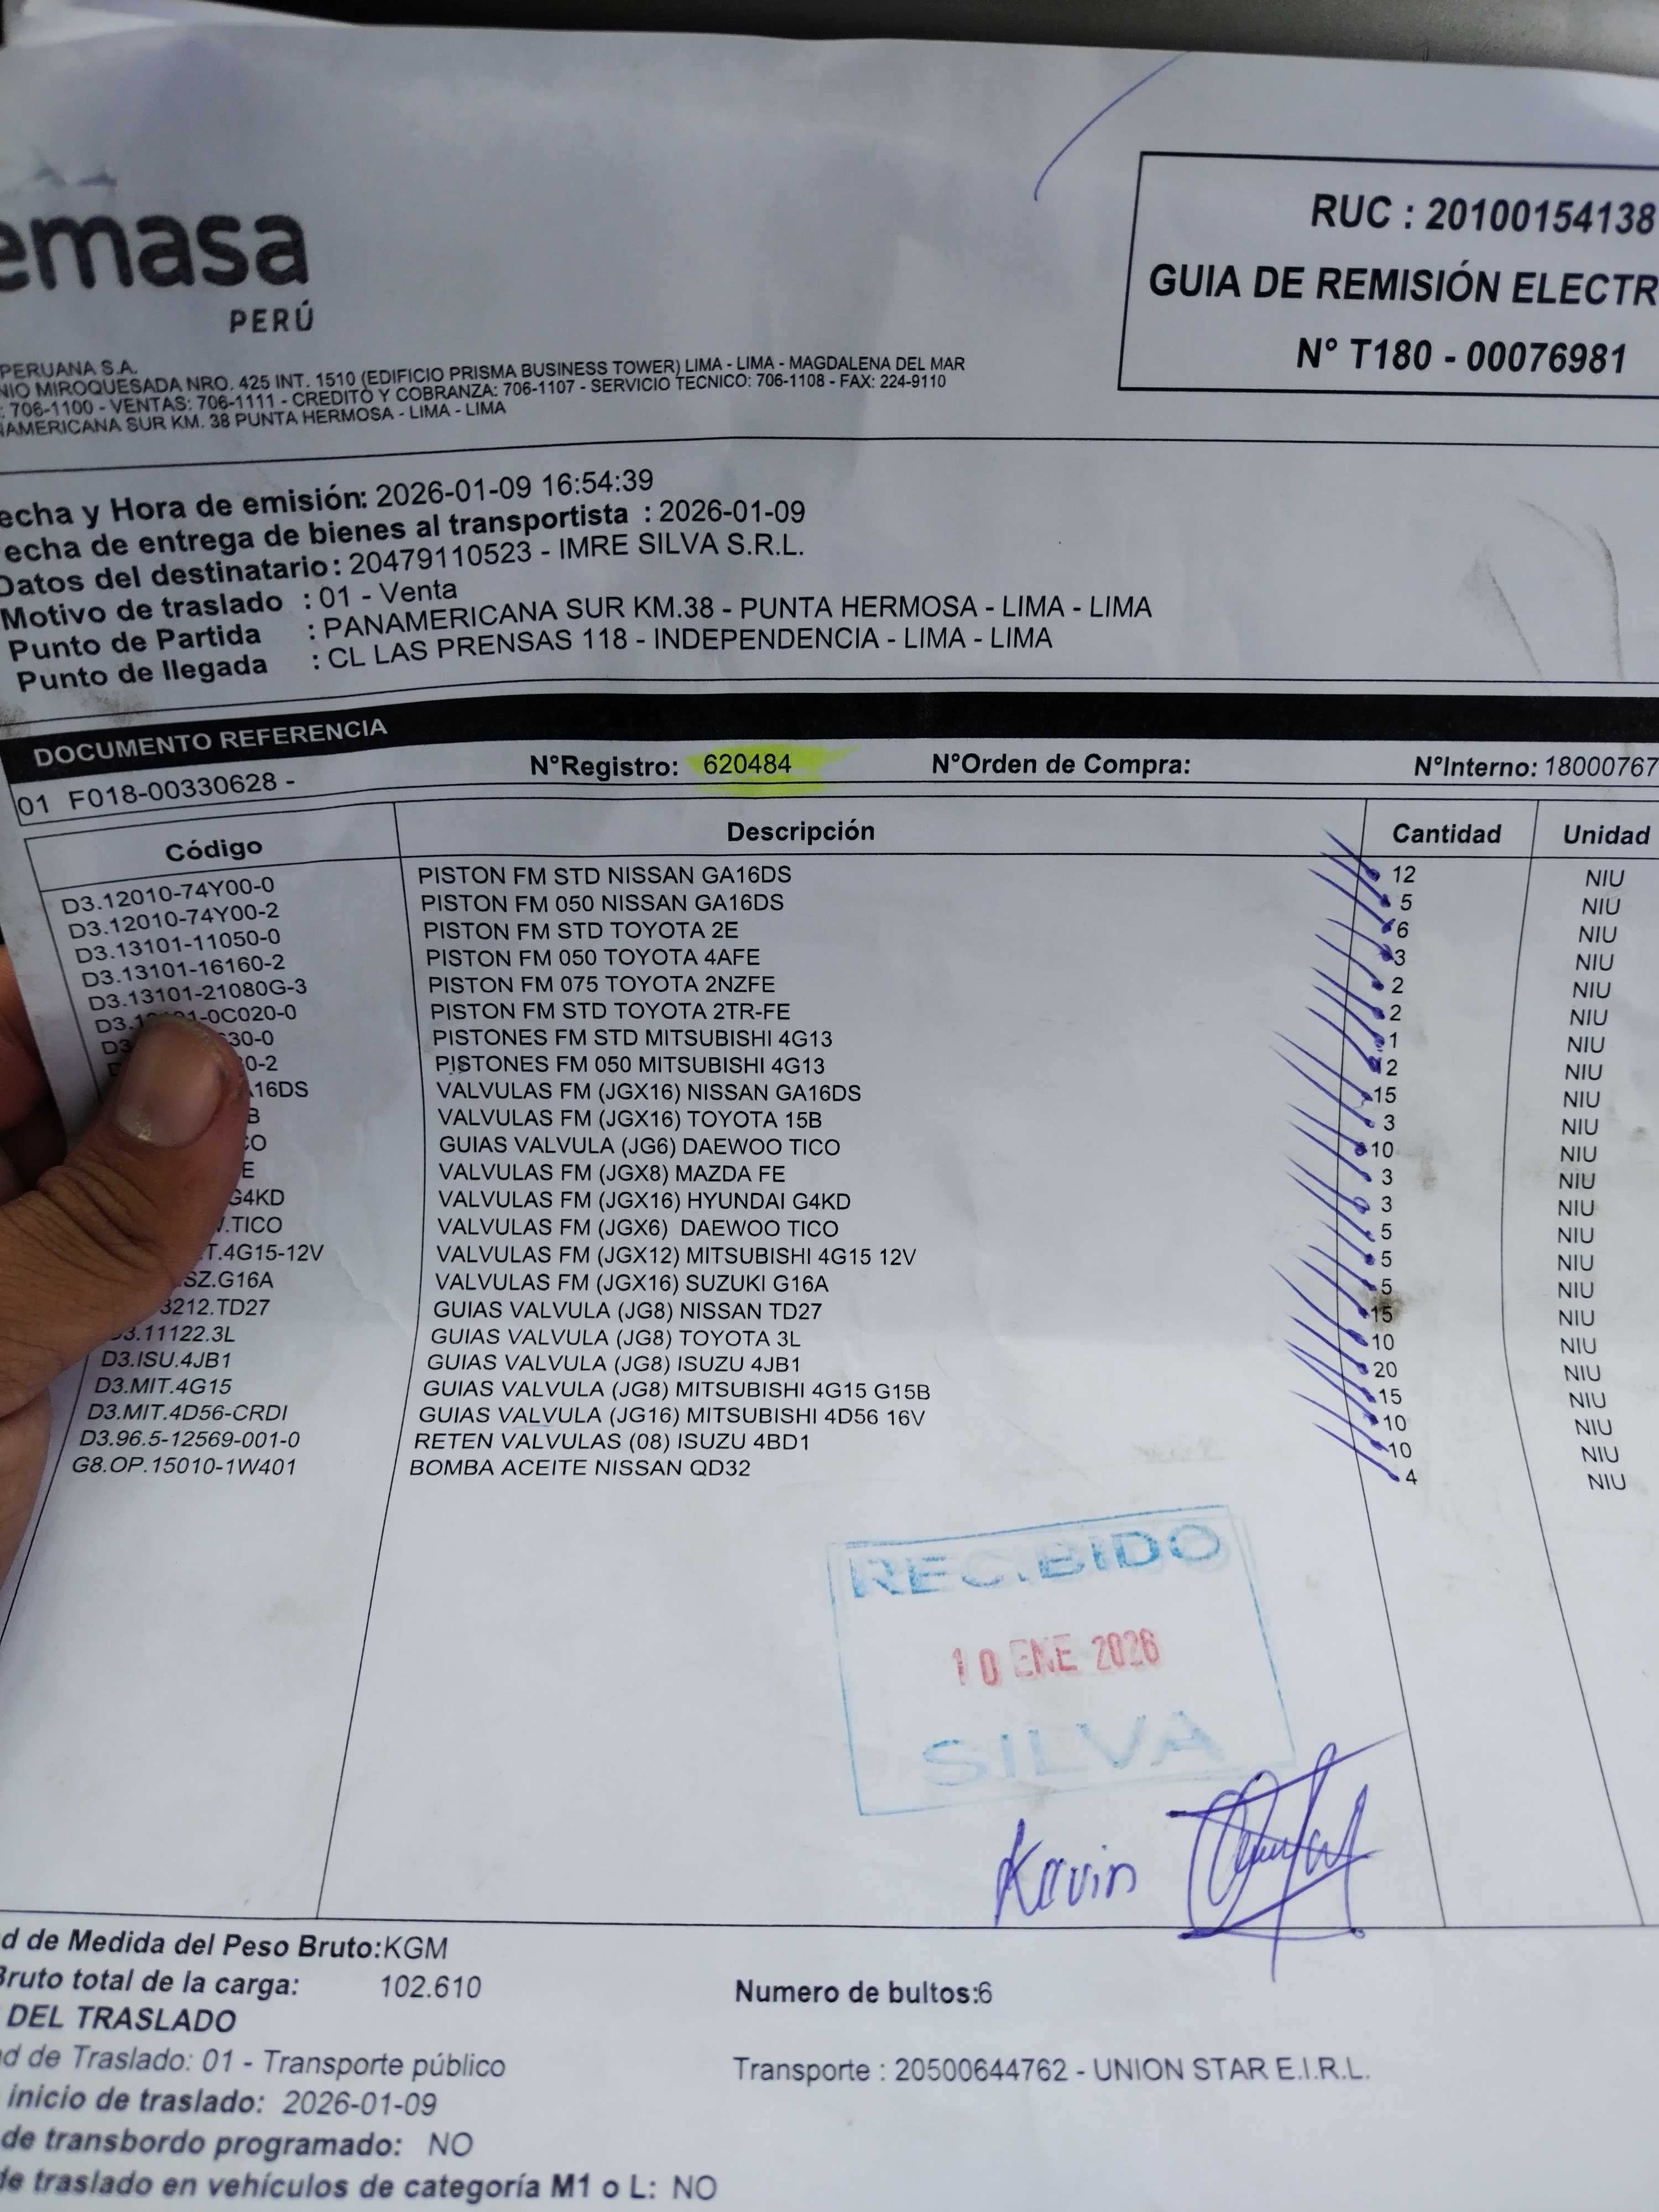 emasa
PERÚ
RUC : 20100154138
GUIA DE REMISIÓN ELECTR
N° T180 - 00076981
PERUANA S.A.
NIO MIROQUESADA NRO. 425 INT. 1510 (EDIFICIO PRISMA BUSINESS TOWER) LIMA - LIMA - MAGDALENA DEL MAR
: 706-1100 - VENTAS: 706-1111 - CREDITO Y COBRANZA: 706-1107 - SERVICIO TECNICO: 706-1108 - FAX: 224-9110
NAMERICANA SUR KM. 38 PUNTA HERMOSA - LIMA - LIMA
echa y Hora de emisión: 2026-01-09 16:54:39
echa de entrega de bienes al transportista : 2026-01-09
Datos del destinatario: 20479110523 - IMRE SILVA S.R.L.
Motivo de traslado : 01 - Venta
Punto de Partida : PANAMERICANA SUR KM.38 - PUNTA HERMOSA - LIMA - LIMA
Punto de llegada : CL LAS PRENSAS 118 - INDEPENDENCIA - LIMA - LIMA
DOCUMENTO REFERENCIA
01 F018-00330628 - N°Registro: 620484 N°Orden de Compra: N°Interno: 18000767
Código Descripción Cantidad Unidad
D3.12010-74Y00-0 PISTON FM STD NISSAN GA16DS 12 NIU
D3.12010-74Y00-2 PISTON FM 050 NISSAN GA16DS 5 NIU
D3.13101-11050-0 PISTON FM STD TOYOTA 2E 6 NIU
D3.13101-16160-2 PISTON FM 050 TOYOTA 4AFE 3 NIU
D3.13101-21080G-3 PISTON FM 075 TOYOTA 2NZFE 2 NIU
-0C020-0 PISTON FM STD TOYOTA 2TR-FE 2 NIU
30-0 PISTONES FM STD MITSUBISHI 4G13 1 NIU
0-2 PISTONES FM 050 MITSUBISHI 4G13 12 NIU
A16DS VALVULAS FM (JGX16) NISSAN GA16DS 15 NIU
B VALVULAS FM (JGX16) TOYOTA 15B 3 NIU
CO GUIAS VALVULA (JG6) DAEWOO TICO 10 NIU
E VALVULAS FM (JGX8) MAZDA FE 3 NIU
G4KD VALVULAS FM (JGX16) HYUNDAI G4KD 3 NIU
.TICO VALVULAS FM (JGX6) DAEWOO TICO 5 NIU
T.4G15-12V VALVULAS FM (JGX12) MITSUBISHI 4G15 12V 5 NIU
SZ.G16A VALVULAS FM (JGX16) SUZUKI G16A 5 NIU
3212.TD27 GUIAS VALVULA (JG8) NISSAN TD27 15 NIU
D3.11122.3L GUIAS VALVULA (JG8) TOYOTA 3L 10 NIU
D3.ISU.4JB1 GUIAS VALVULA (JG8) ISUZU 4JB1 20 NIU
D3.MIT.4G15 GUIAS VALVULA (JG8) MITSUBISHI 4G15 G15B 15 NIU
D3.MIT.4D56-CRDI GUIAS VALVULA (JG16) MITSUBISHI 4D56 16V 10 NIU
D3.96.5-12569-001-0 RETEN VALVULAS (08) ISUZU 4BD1 10 NIU
G8.OP.15010-1W401 BOMBA ACEITE NISSAN QD32 4 NIU
RECIBIDO
10 ENE 2026
SILVA
Kevin
d de Medida del Peso Bruto:KGM
Bruto total de la carga: 102.610 Numero de bultos:6
DEL TRASLADO
d de Traslado: 01 - Transporte público Transporte : 20500644762 - UNION STAR E.I.R.L.
inicio de traslado: 2026-01-09
de transbordo programado: NO
de traslado en vehículos de categoría M1 o L: NO